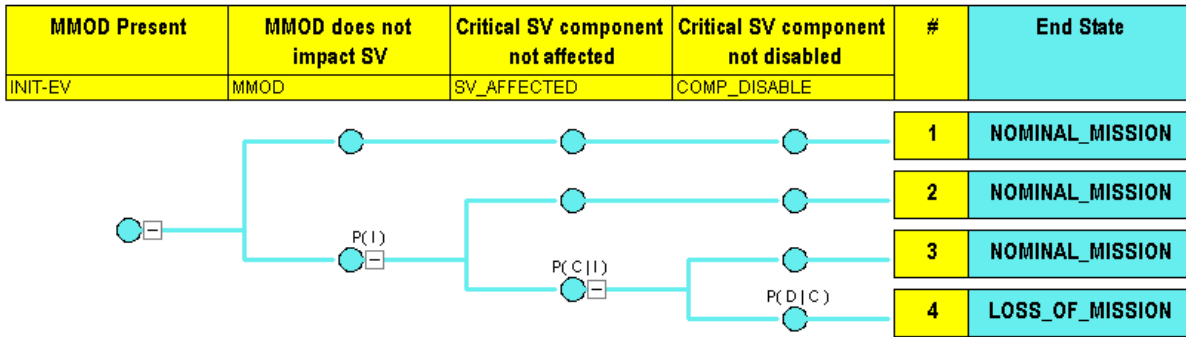 MMOD Present
MMOD does not
impact SV
Critical SV component
not affected
Critical SV component
not disabled
#
End State
INIT-EV
MMOD
SV_AFFECTED
COMP_DISABLE
1
NOMINAL_MISSION
2
NOMINAL_MISSION
P(I)
3
NOMINAL_MISSION
P(C|I)
P(D|C)
4
LOSS_OF_MISSION